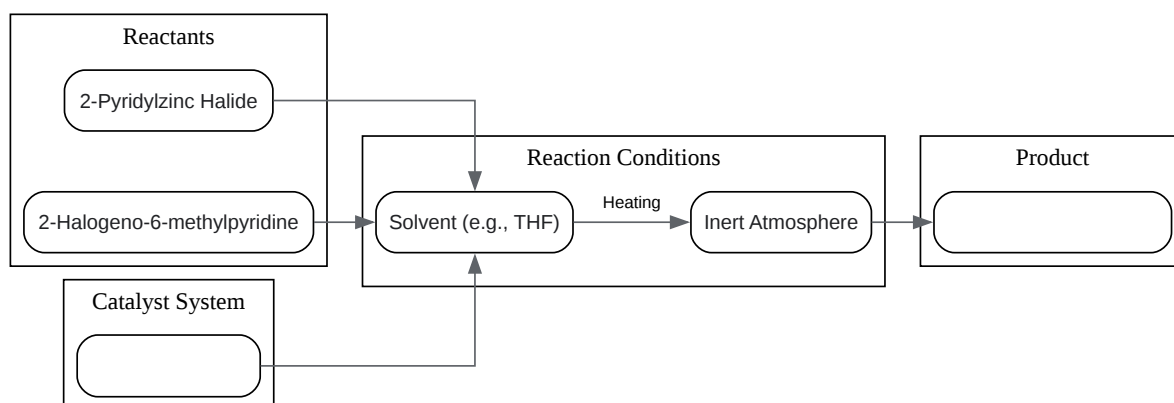 Reactants
2-Pyridylzinc Halide
2-Halogeno-6-methylpyridine
Catalyst System
Reaction Conditions
Solvent (e.g., THF)
Heating
Inert Atmosphere
Product